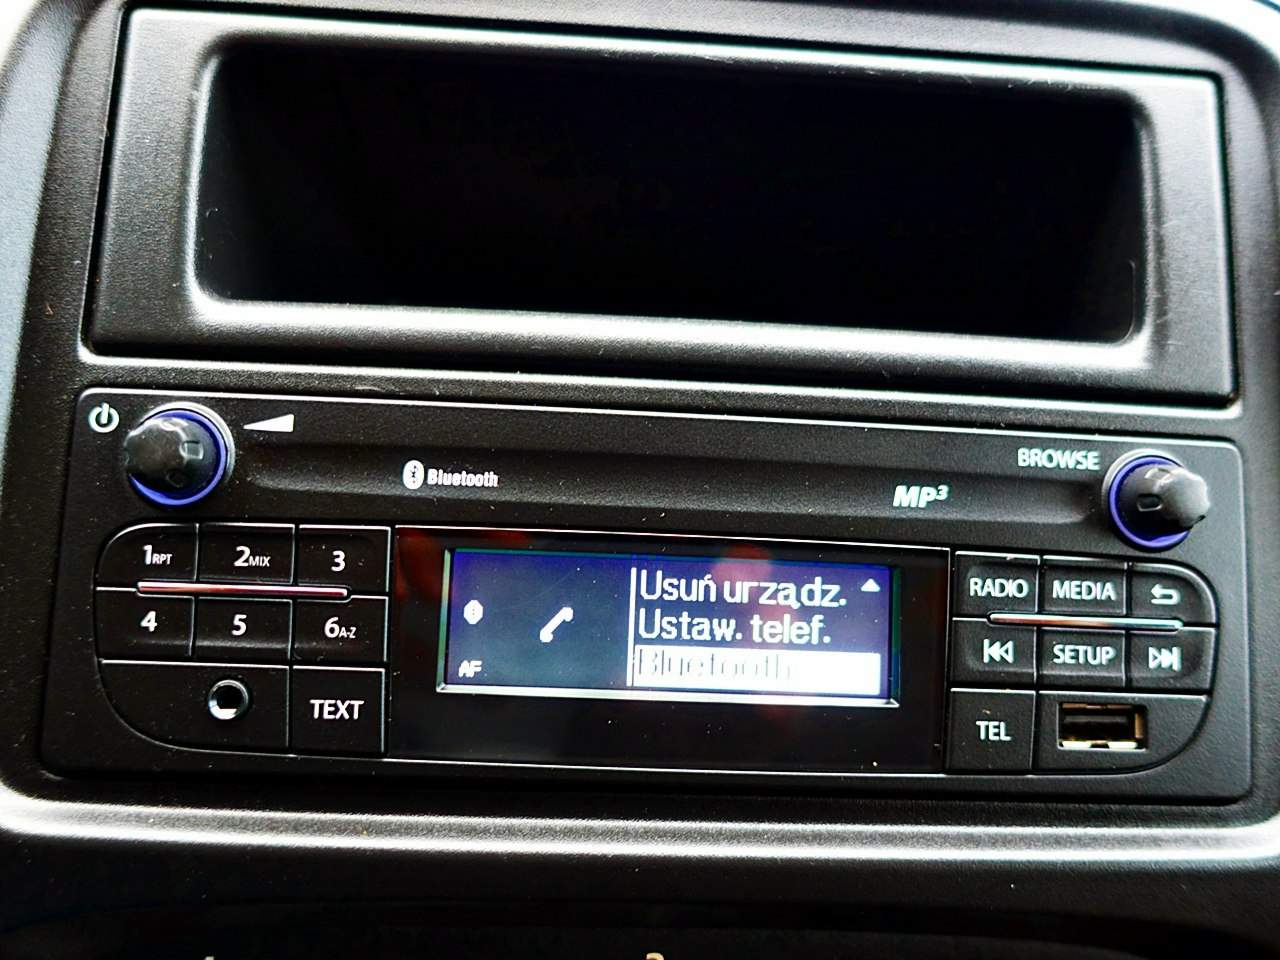 Bluetooth
BROWSE
MP3
1RPT
2MIX
3
4
5
6A-Z
TEXT
Usuń urządz.
Ustaw. telef.
Bluetooth
AF
RADIO
MEDIA
SETUP
TEL